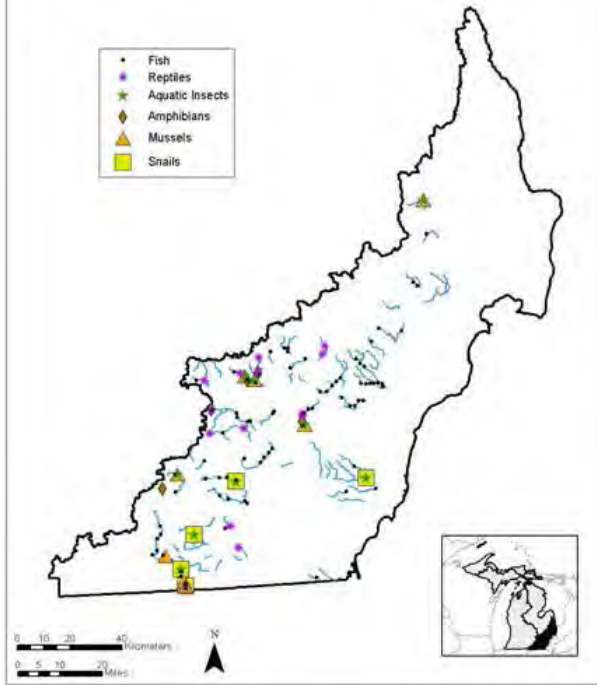 Fish
Reptiles
Aquatic Insects
Amphibians
Mussels
Snails
0 10 20 40
Kilometers
N
0 5 10 20
Miles